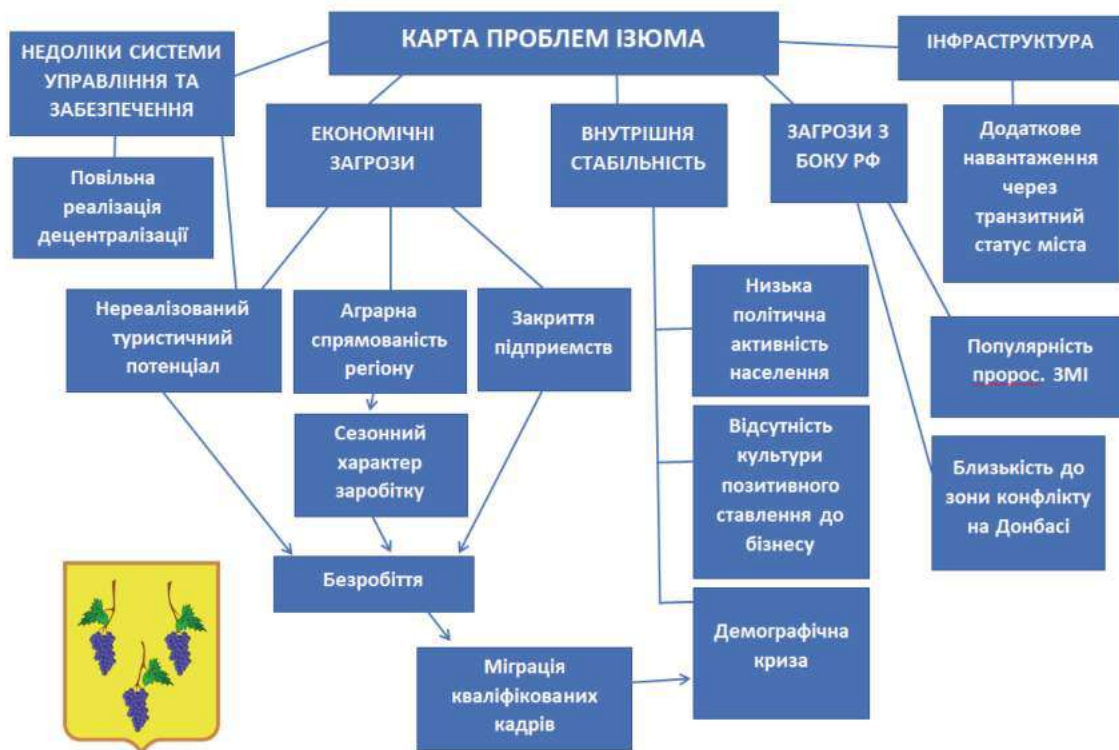 КАРТА ПРОБЛЕМ ІЗЮМА
НЕДОЛІКИ СИСТЕМИ
УПРАВЛІННЯ ТА
ЗАБЕЗПЕЧЕННЯ
ЕКОНОМІЧНІ
ЗАГРОЗИ
ВНУТРІШНЯ
СТАБІЛЬНІСТЬ
ЗАГРОЗИ З
БОКУ РФ
ІНФРАСТРУКТУРА
Повільна
реалізація
децентралізації
Додаткове
навантаження
через
транзитний
статус міста
Нереалізований
туристичний
потенціал
Аграрна
спрямованість
регіону
Закриття
підприємств
Низька
політична
активність
населення
Популярність
пророс. ЗМІ
Сезонний
характер
заробітку
Відсутність
культури
позитивного
ставлення до
бізнесу
Близькість до
зони конфлікту
на Донбасі
Безробіття
Міграція
кваліфікованих
кадрів
Демографічна
криза